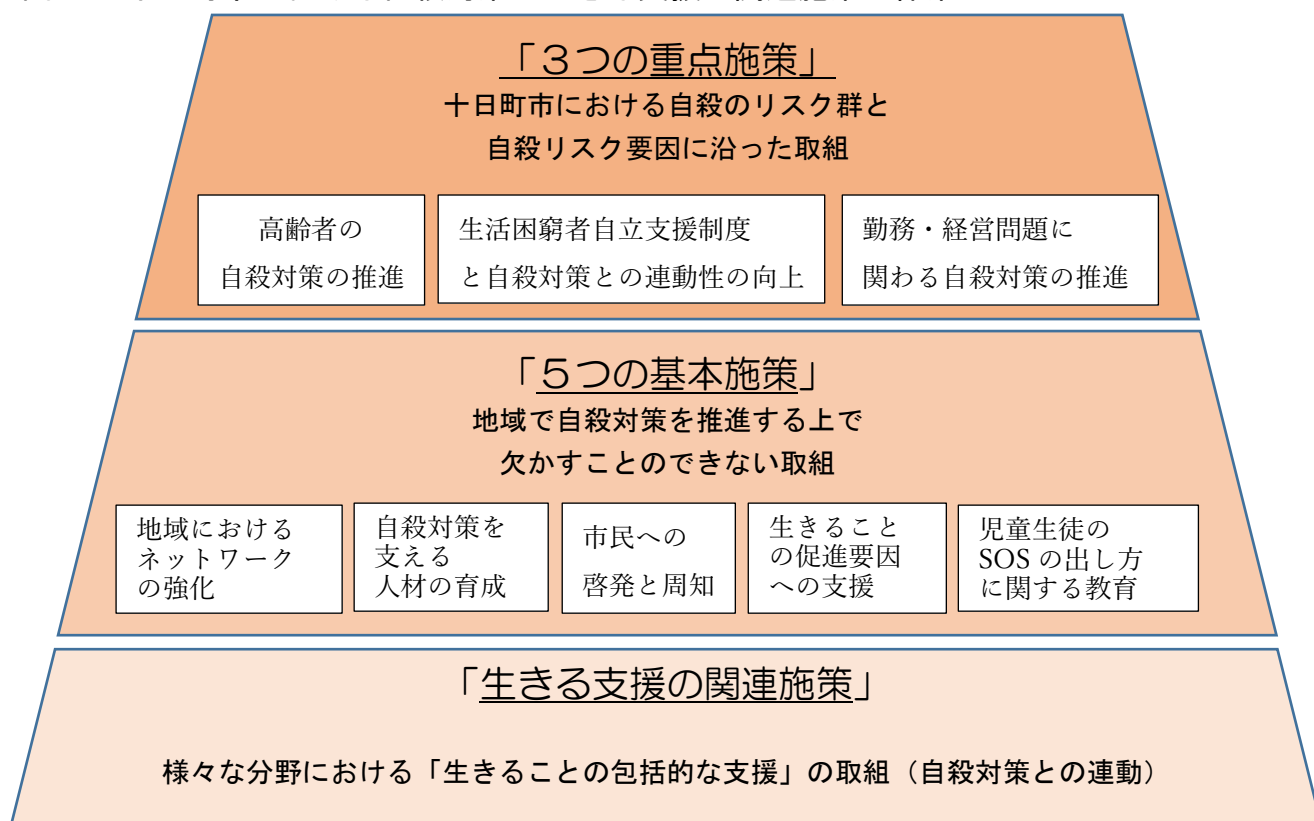 「３つの重点施策」
十日町市における自殺のリスク群と
自殺リスク要因に沿った取組
高齢者の
自殺対策の推進
生活困窮者自立支援制度
と自殺対策との連動性の向上
勤務・経営問題に
関わる自殺対策の推進
「５つの基本施策」
地域で自殺対策を推進する上で
欠かすことのできない取組
地域における
ネットワーク
の強化
自殺対策を
支える
人材の育成
市民への
啓発と周知
生きること
の促進要因
への支援
児童生徒の
SOS の出し方
に関する教育
「生きる支援の関連施策」
様々な分野における「生きることの包括的な支援」の取組（自殺対策との連動）